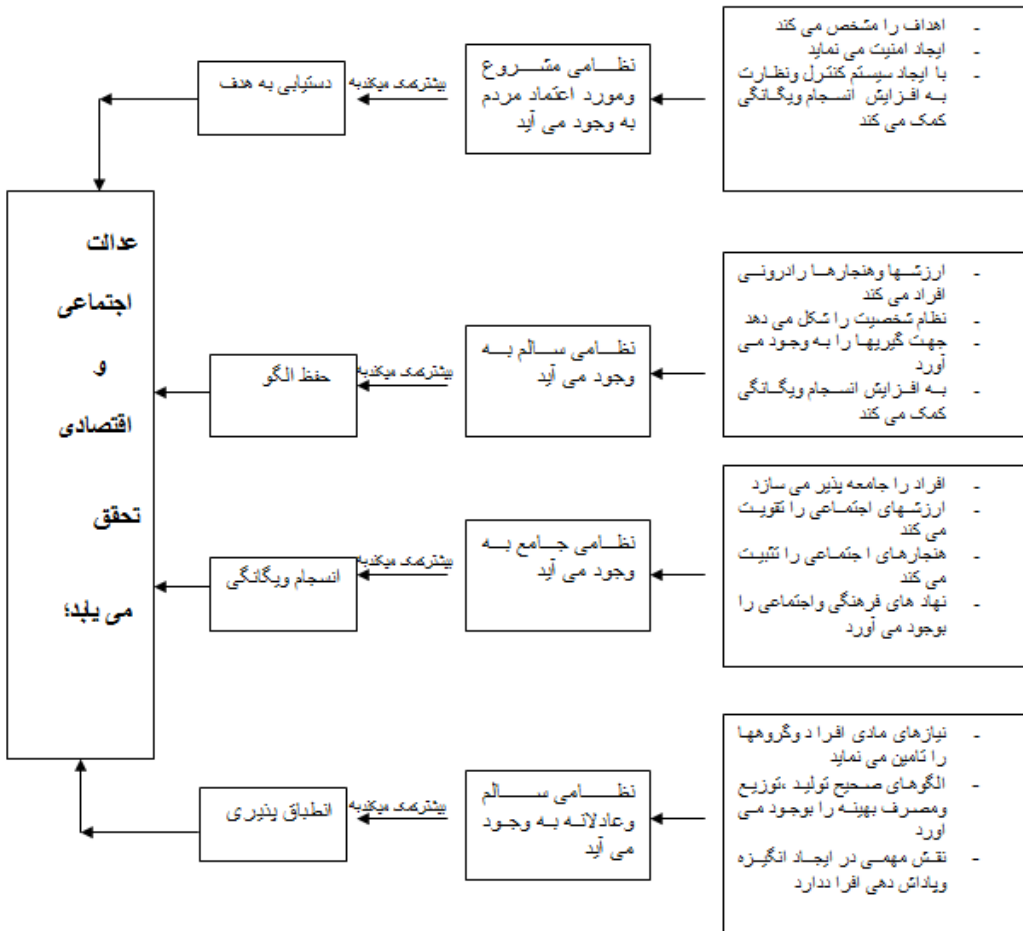 - اهداف را مشخص می کند
- ایجاد امنیت می نماید
- با ایجاد سیستم کنترل ونظارت
به افزایش انسجام ویگانگی
کمک می کند
نظامی مشروع
ومورد اعتماد مردم
به وجود می آید
بیشترکمک میکندبه
دستیابی به هدف
- ارزشها وهنجارها رادرونی
افراد می کند
- نظام شخصیت را شکل می دهد
- جهت گیریها را به وجود می
آورد
- به افزایش انسجام ویگانگی
کمک می کند
نظامی سالم به
وجود می آید
بیشترکمک میکندبه
حفظ الگو
- افراد را جامعه پذیر می سازد
- ارزشهای اجتماعی را تقویت
می کند
- هنجارهای اجتماعی را تثبیت
می کند
- نهاد های فرهنگی واجتماعی را
بوجود می آورد
نظامی جامع به
وجود می آید
بیشترکمک میکندبه
انسجام ویگانگی
- نیازهای مادی افرا د وگروهها
را تامین می نماید
- الگوهای صحیح تولید ،توزیع
ومصرف بهینه را بوجود می
اورد
- نقش مهمی در ایجاد انگیزه
وپاداش دهی افرا ددارد
نظامی سالم
وعادلانه به وجود
می آید
بیشترکمک میکندبه
انطباق پذیری
عدالت
اجتماعی
و
اقتصادی
تحقق
می یابد؛